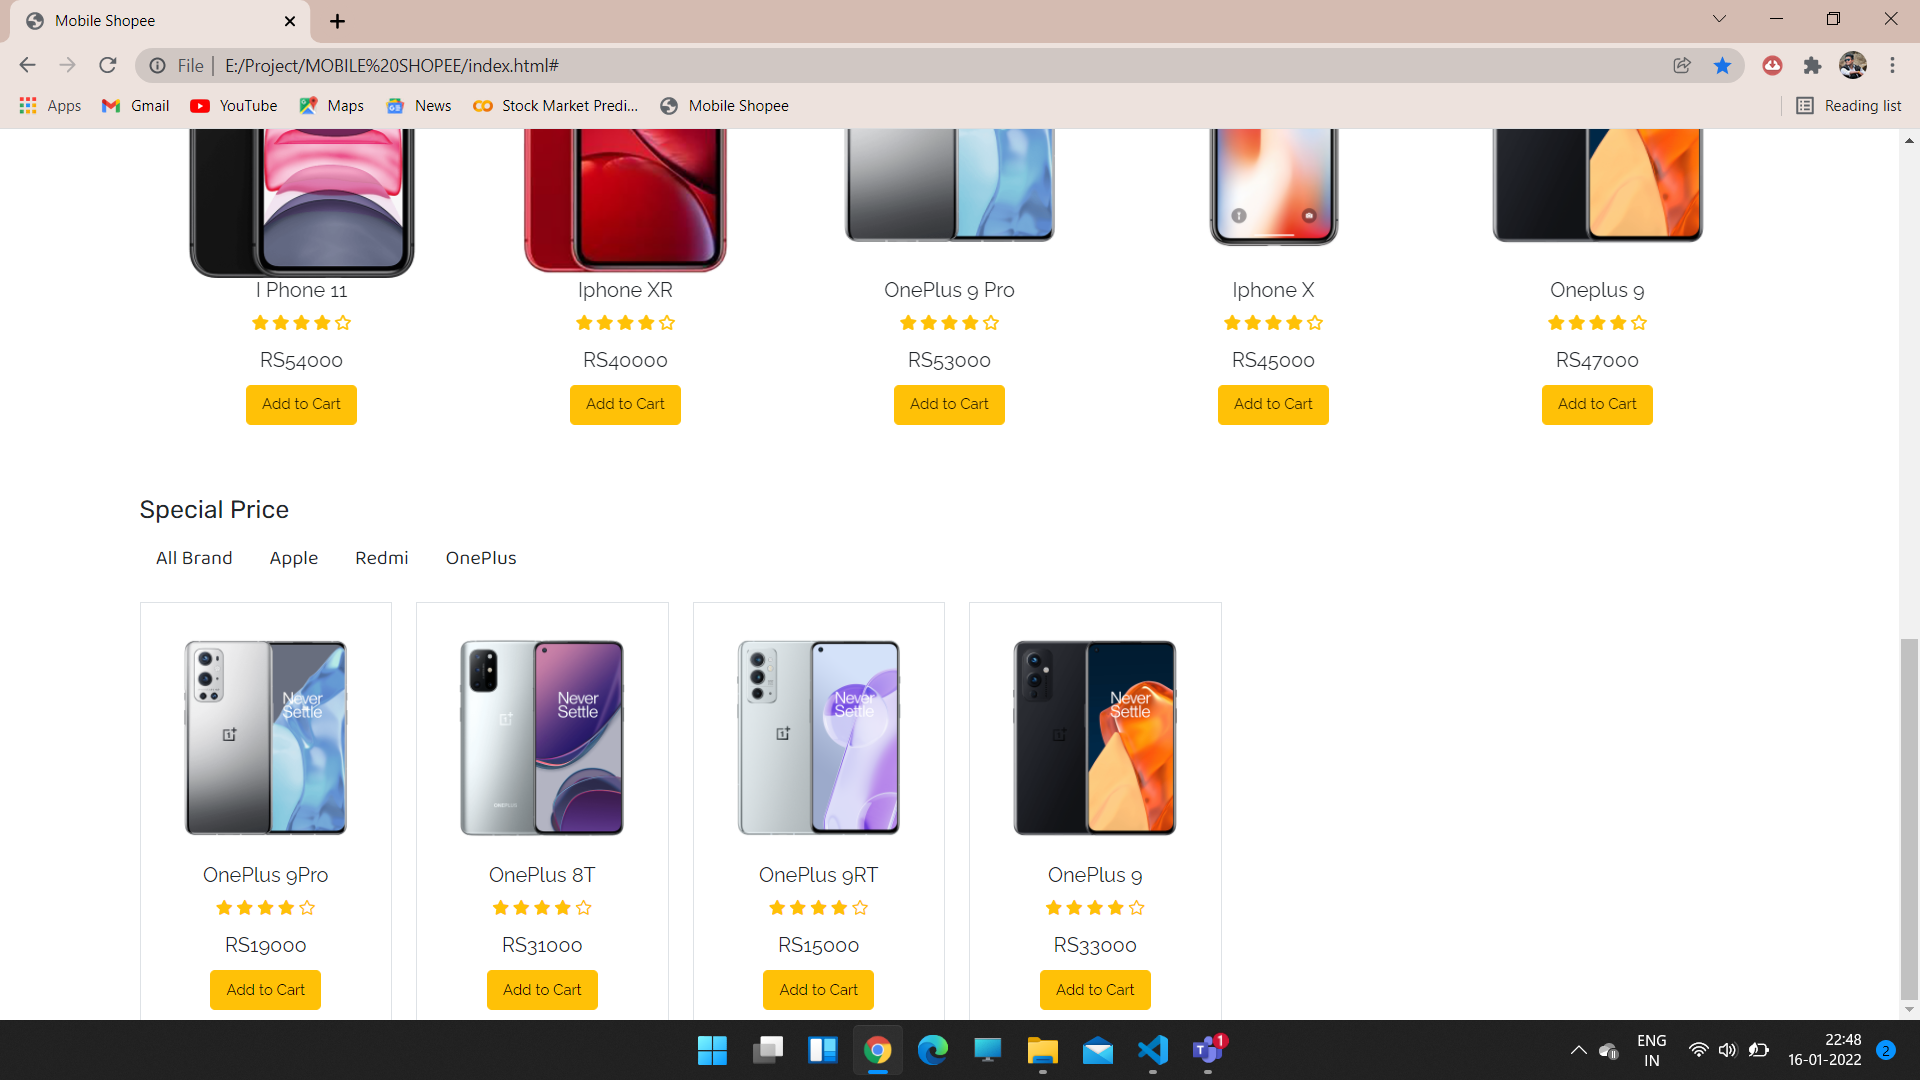 Mobile Shopee
File | E:/Project/MOBILE%20SHOPEE/index.html#
Apps Gmail YouTube Maps News Stock Market Predi... Mobile Shopee Reading list
I Phone 11 Iphone XR OnePlus 9 Pro Iphone X Oneplus 9
RS54000 RS40000 RS53000 RS45000 RS47000
Add to Cart Add to Cart Add to Cart Add to Cart Add to Cart
Special Price
All Brand Apple Redmi OnePlus
Never Settle Never Settle Never Settle Never Settle
ONEPLUS
OnePlus 9Pro OnePlus 8T OnePlus 9RT OnePlus 9
RS19000 RS31000 RS15000 RS33000
Add to Cart Add to Cart Add to Cart Add to Cart
1
ENG 22:48
IN 16-01-2022 2